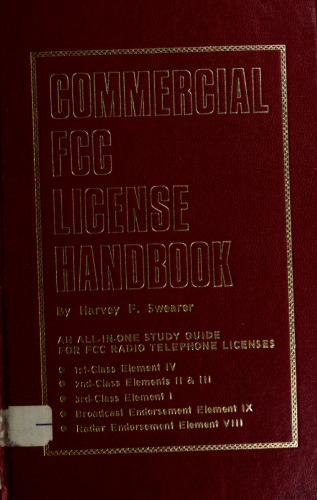 COMMERCIAL
FCC
LICENSE
HANDBOOK
By Harvey F. Swearer
AN ALL-IN-ONE STUDY GUIDE
FOR FCC RADIO TELEPHONE LICENSES
• 1st-Class Element IV
• 2nd-Class Elements II & III
• 3rd-Class Element I
• Broadcast Endorsement Element IX
• Radar Endorsement Element VIII